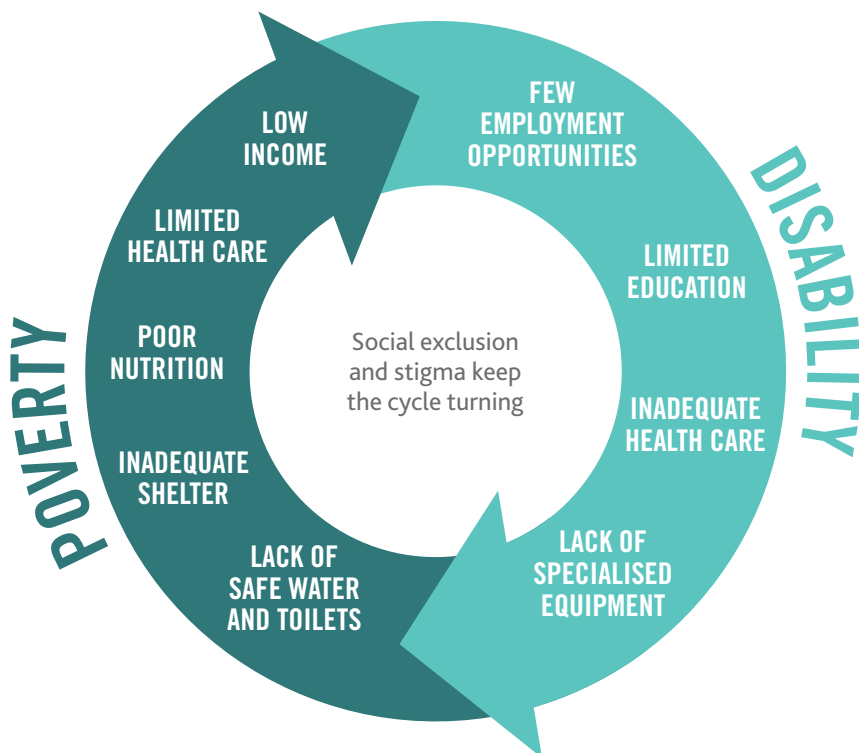 FEW
EMPLOYMENT
OPPORTUNITIES
DISABILITY
LIMITED
EDUCATION
INADEQUATE
HEALTH CARE
LACK OF
SPECIALISED
EQUIPMENT
LACK OF
SAFE WATER
AND TOILETS
INADEQUATE
SHELTER
POOR
NUTRITION
LIMITED
HEALTH CARE
LOW
INCOME
POVERTY
Social exclusion
and stigma keep
the cycle turning